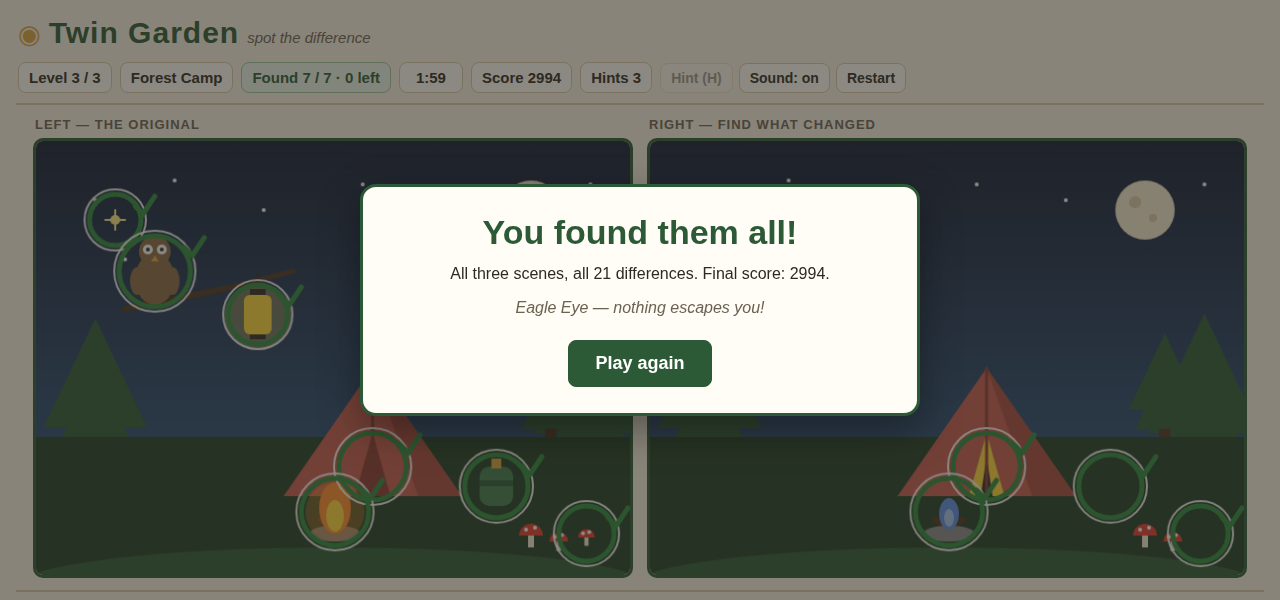 Twin Garden spot the difference
Level 3 / 3 Forest Camp Found 7 / 7 · 0 left 1:59 Score 2994 Hints 3 Hint (H) Sound: on Restart
LEFT — THE ORIGINAL RIGHT — FIND WHAT CHANGED
You found them all!
All three scenes, all 21 differences. Final score: 2994.
Eagle Eye — nothing escapes you!
Play again